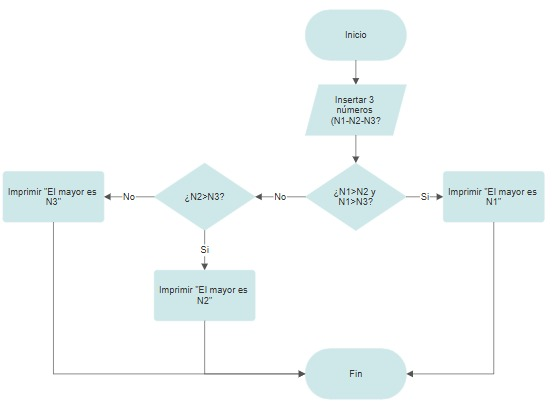 Inicio
Insertar 3
números
(N1-N2-N3?
¿N1>N2 y
N1>N3?
Si
Imprimir "El mayor es
N1"
No
¿N2>N3?
No
Imprimir "El mayor es
N3"
Si
Imprimir "El mayor es
N2"
Fin